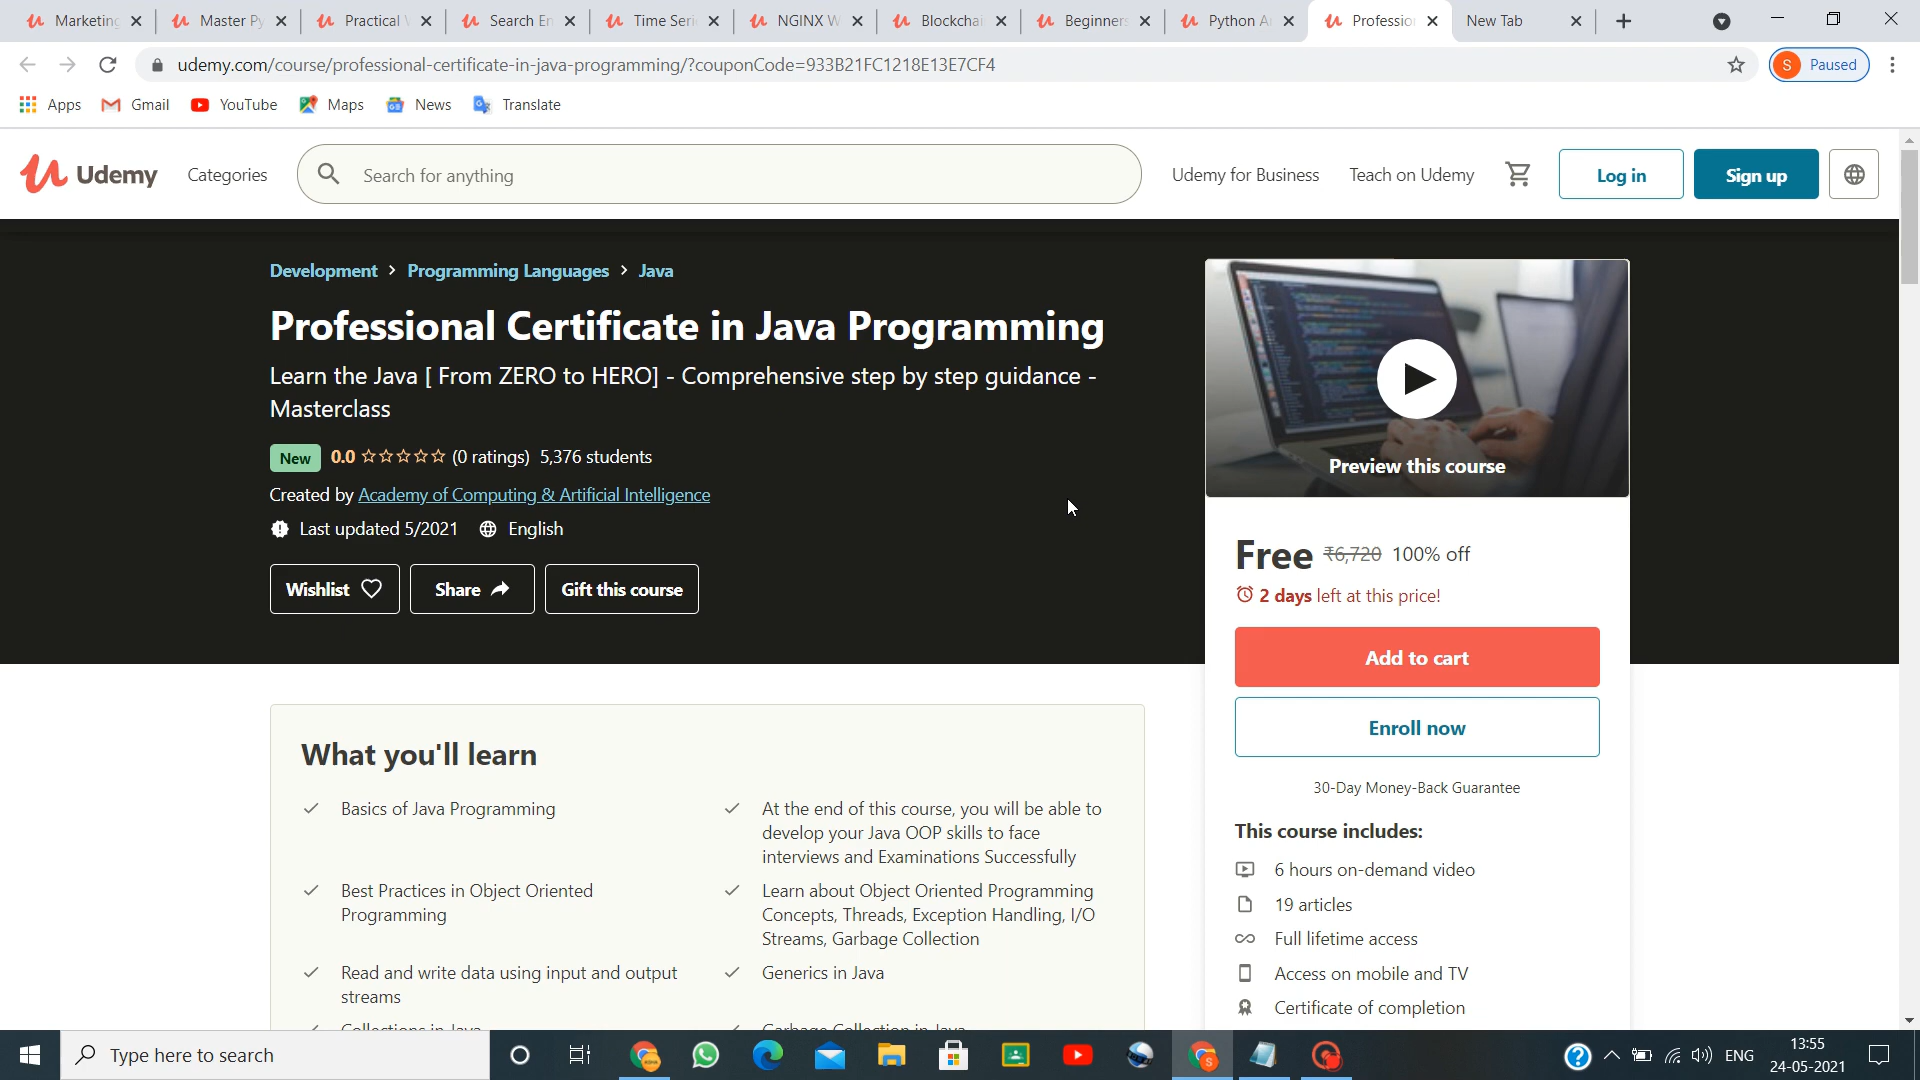 Marketing
Master Py
Practical
Search En
Time Seri
NGINX W
Blockchai
Beginners
Python A
Profession
New Tab
udemy.com/course/professional-certificate-in-java-programming/?couponCode=933B21FC1218E13E7CF4
S Paused
Apps
Gmail
YouTube
Maps
News
Translate
Udemy
Categories
Search for anything
Udemy for Business
Teach on Udemy
Log in
Sign up
Development > Programming Languages > Java
Professional Certificate in Java Programming
Learn the Java [ From ZERO to HERO] - Comprehensive step by step guidance -
Masterclass
New 0.0 (0 ratings) 5,376 students
Created by Academy of Computing & Artificial Intelligence
Last updated 5/2021 English
Wishlist
Share
Gift this course
Preview this course
Free ₹6,720 100% off
2 days left at this price!
Add to cart
Enroll now
30-Day Money-Back Guarantee
This course includes:
6 hours on-demand video
19 articles
Full lifetime access
Access on mobile and TV
Certificate of completion
What you'll learn
Basics of Java Programming
At the end of this course, you will be able to
develop your Java OOP skills to face
interviews and Examinations Successfully
Best Practices in Object Oriented
Programming
Learn about Object Oriented Programming
Concepts, Threads, Exception Handling, I/O
Streams, Garbage Collection
Read and write data using input and output
streams
Generics in Java
Collections in Java
Garbage Collection in Java
Type here to search
ENG
13:55
24-05-2021